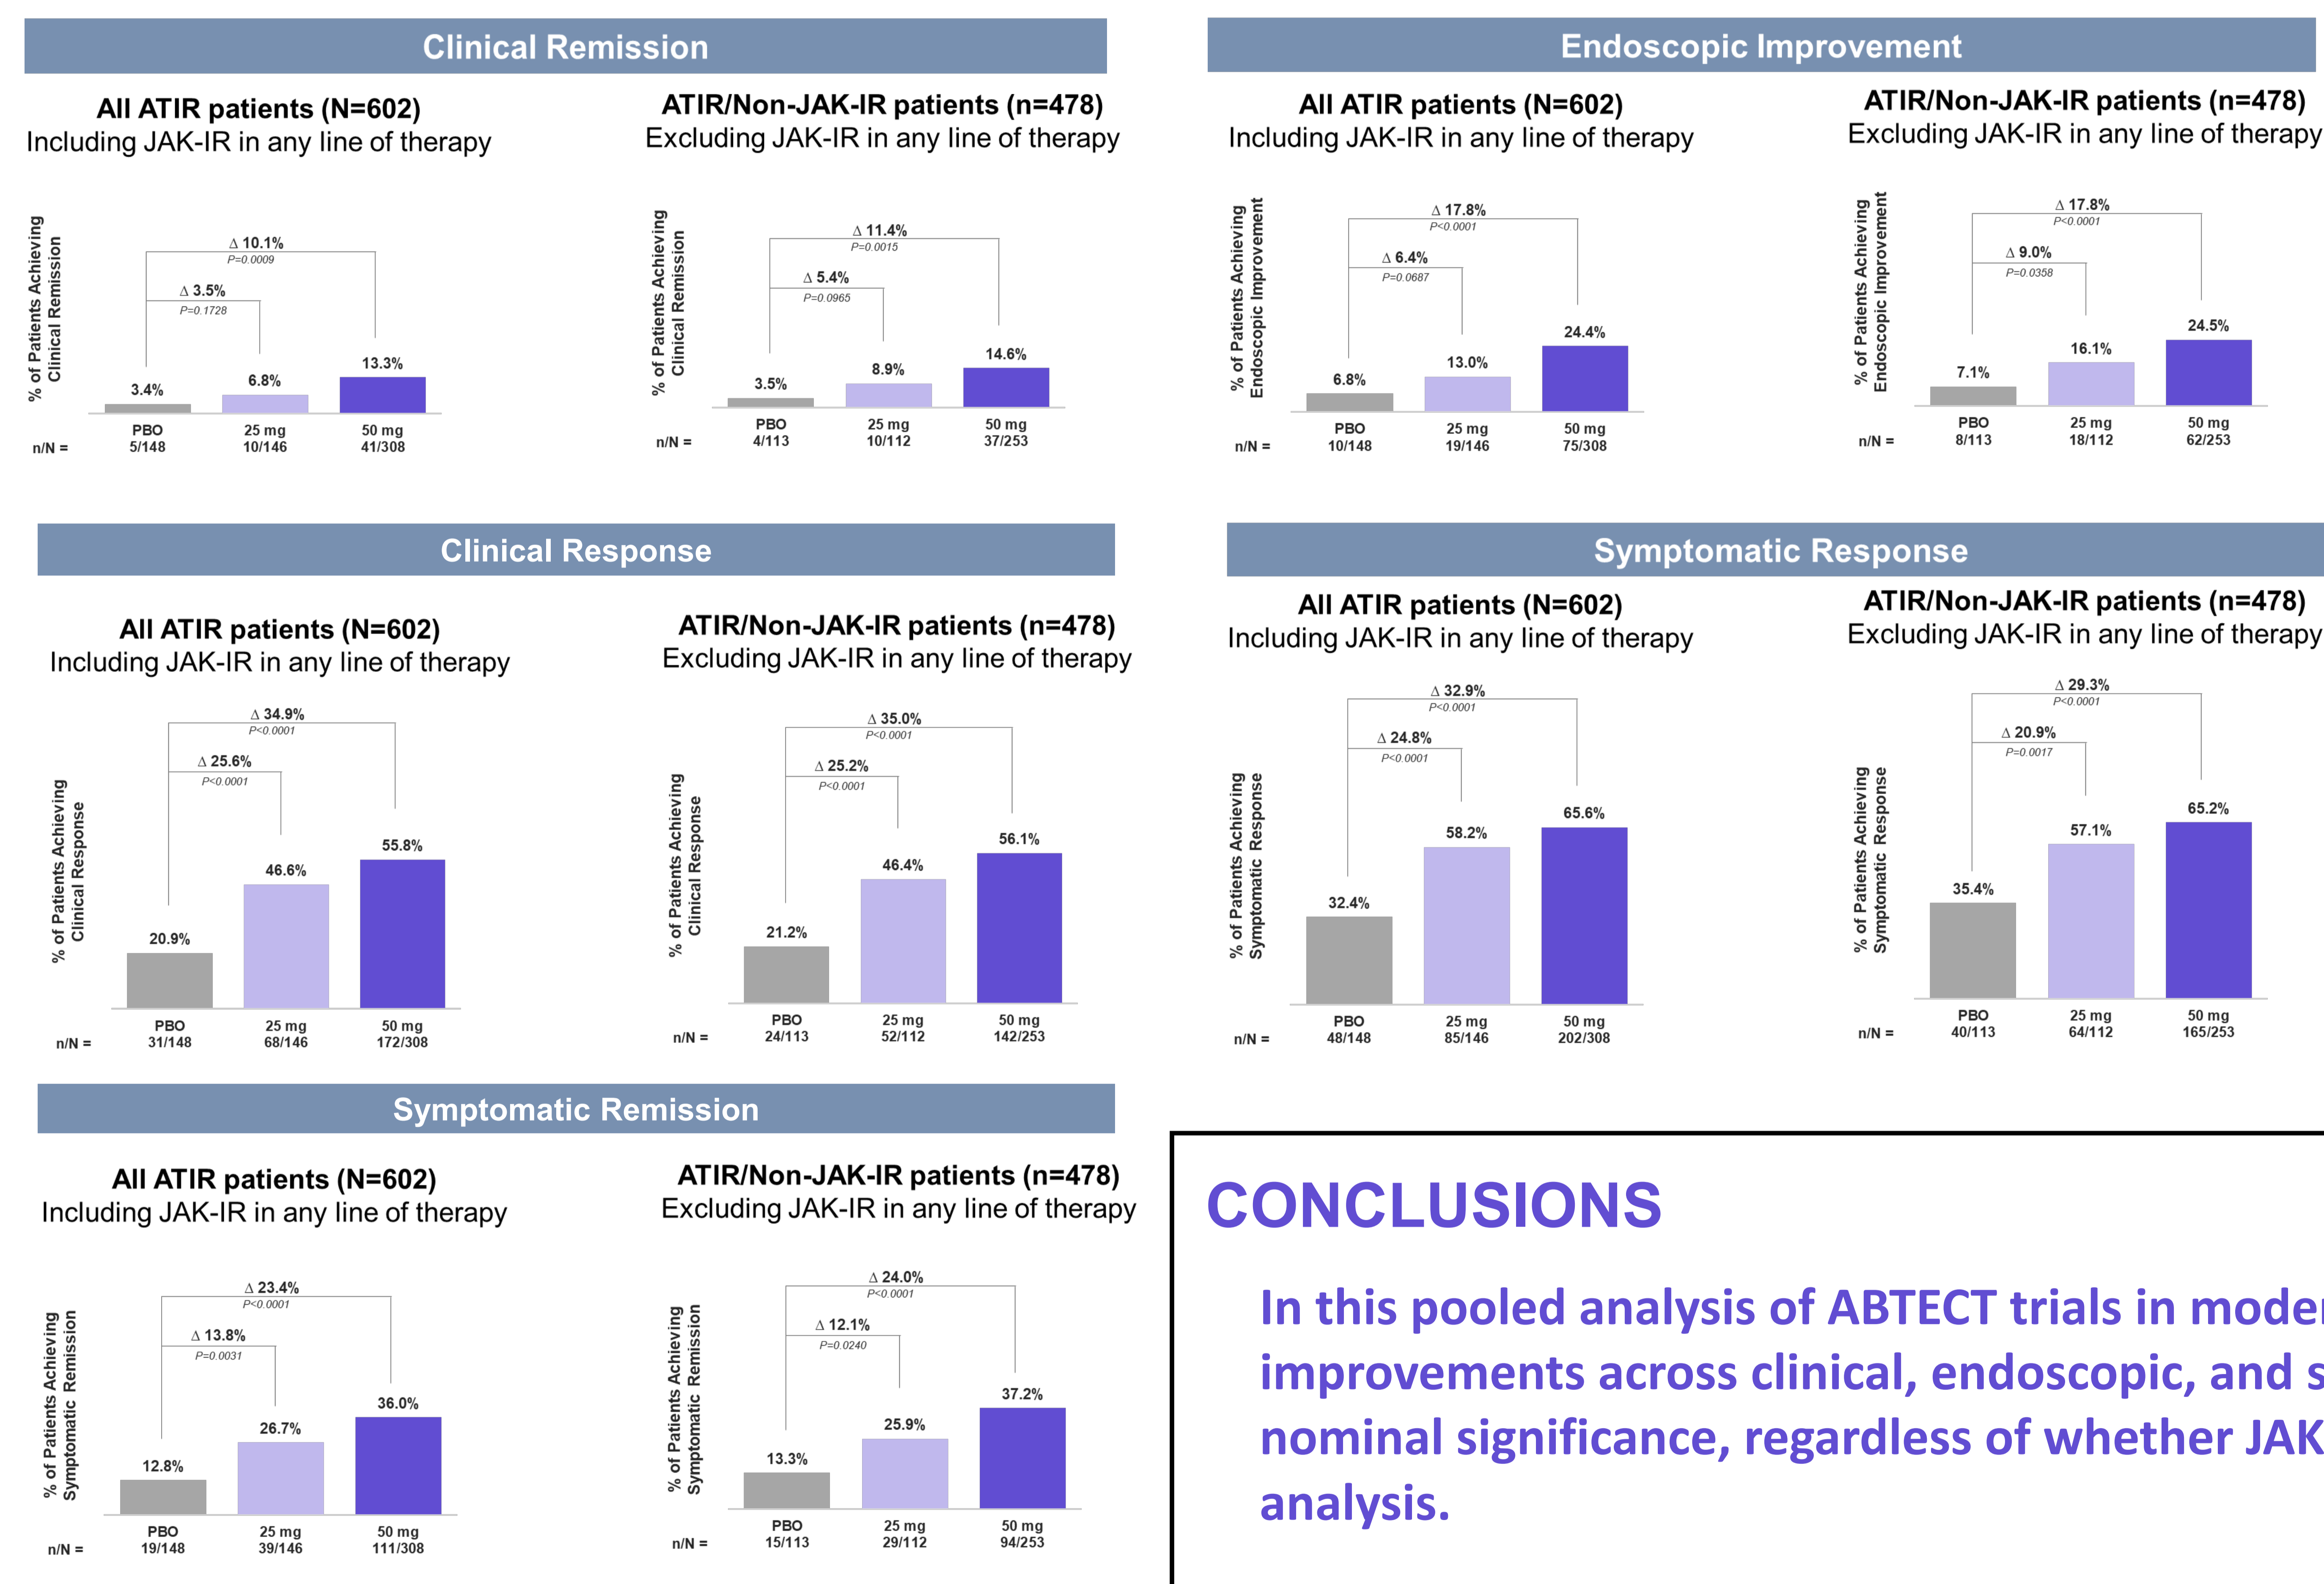 Clinical Remission
All ATIR patients (N=602)
Including JAK-IR in any line of therapy
% of Patients Achieving
Clinical Remission
Δ 10.1%
P=0.0009
Δ 3.5%
P=0.1728
3.4%
6.8%
13.3%
PBO 25 mg 50 mg
n/N = 5/148 10/146 41/308
ATIR/Non-JAK-IR patients (n=478)
Excluding JAK-IR in any line of therapy
% of Patients Achieving
Clinical Remission
Δ 11.4%
P=0.0015
Δ 5.4%
P=0.0965
3.5%
8.9%
14.6%
PBO 25 mg 50 mg
n/N = 4/113 10/112 37/253
Endoscopic Improvement
All ATIR patients (N=602)
Including JAK-IR in any line of therapy
% of Patients Achieving
Endoscopic Improvement
Δ 17.8%
P<0.0001
Δ 6.4%
P=0.0687
6.8%
13.0%
24.4%
PBO 25 mg 50 mg
n/N = 10/148 19/146 75/308
ATIR/Non-JAK-IR patients (n=478)
Excluding JAK-IR in any line of therapy
% of Patients Achieving
Endoscopic Improvement
Δ 17.8%
P<0.0001
Δ 9.0%
P=0.0358
7.1%
16.1%
24.5%
PBO 25 mg 50 mg
n/N = 8/113 18/112 62/253
Clinical Response
All ATIR patients (N=602)
Including JAK-IR in any line of therapy
% of Patients Achieving
Clinical Response
Δ 34.9%
P<0.0001
Δ 25.6%
P<0.0001
20.9%
46.6%
55.8%
PBO 25 mg 50 mg
n/N = 31/148 68/146 172/308
ATIR/Non-JAK-IR patients (n=478)
Excluding JAK-IR in any line of therapy
% of Patients Achieving
Clinical Response
Δ 35.0%
P<0.0001
Δ 25.2%
P<0.0001
21.2%
46.4%
56.1%
PBO 25 mg 50 mg
n/N = 24/113 52/112 142/253
Symptomatic Response
All ATIR patients (N=602)
Including JAK-IR in any line of therapy
% of Patients Achieving
Symptomatic Response
Δ 32.9%
P<0.0001
Δ 24.8%
P<0.0001
32.4%
58.2%
65.6%
PBO 25 mg 50 mg
n/N = 48/148 85/146 202/308
ATIR/Non-JAK-IR patients (n=478)
Excluding JAK-IR in any line of therapy
% of Patients Achieving
Symptomatic Response
Δ 29.3%
P<0.0001
Δ 20.9%
P=0.0017
35.4%
57.1%
65.2%
PBO 25 mg 50 mg
n/N = 40/113 64/112 165/253
Symptomatic Remission
All ATIR patients (N=602)
Including JAK-IR in any line of therapy
% of Patients Achieving
Symptomatic Remission
Δ 23.4%
P<0.0001
Δ 13.8%
P=0.0031
12.8%
26.7%
36.0%
PBO 25 mg 50 mg
n/N = 19/148 39/146 111/308
ATIR/Non-JAK-IR patients (n=478)
Excluding JAK-IR in any line of therapy
% of Patients Achieving
Symptomatic Remission
Δ 24.0%
P<0.0001
Δ 12.1%
P=0.0240
13.3%
25.9%
37.2%
PBO 25 mg 50 mg
n/N = 15/113 29/112 94/253
CONCLUSIONS
In this pooled analysis of ABTECT trials in moder
improvements across clinical, endoscopic, and s
nominal significance, regardless of whether JAK
analysis.